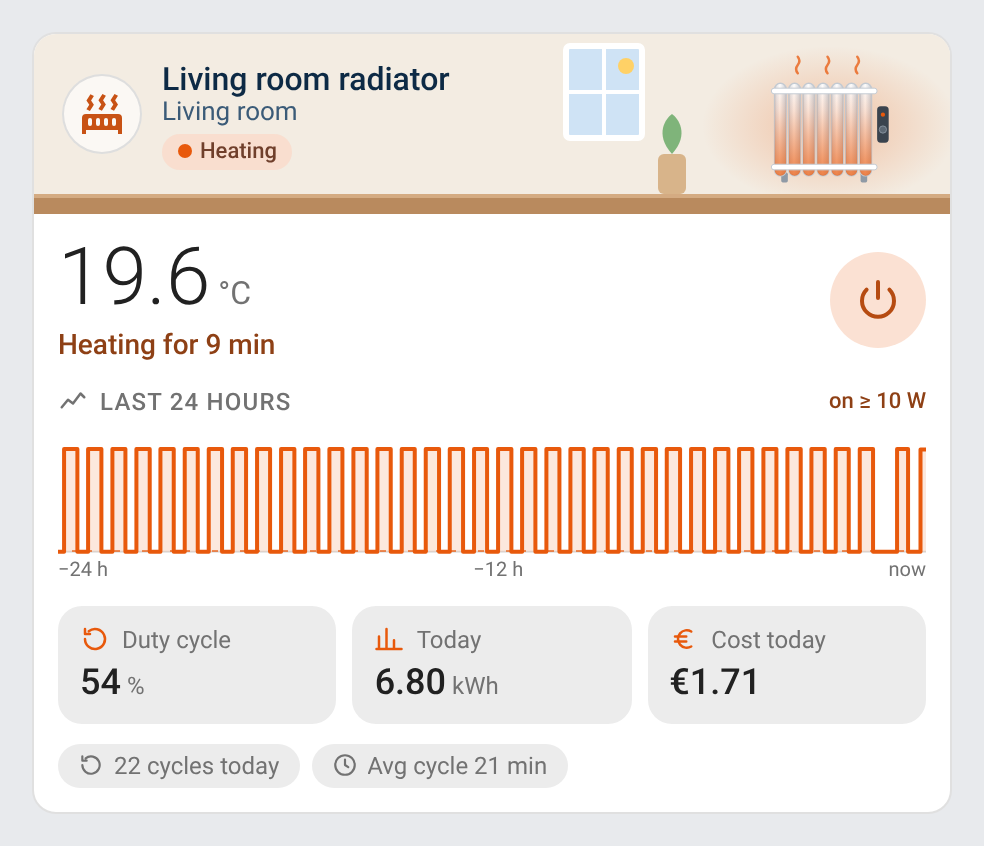 Living room radiator
Living room
Heating
19.6 °C
Heating for 9 min
LAST 24 HOURS
on ≥ 10 W
−24 h
−12 h
now
Duty cycle
54 %
Today
6.80 kWh
Cost today
€1.71
22 cycles today
Avg cycle 21 min